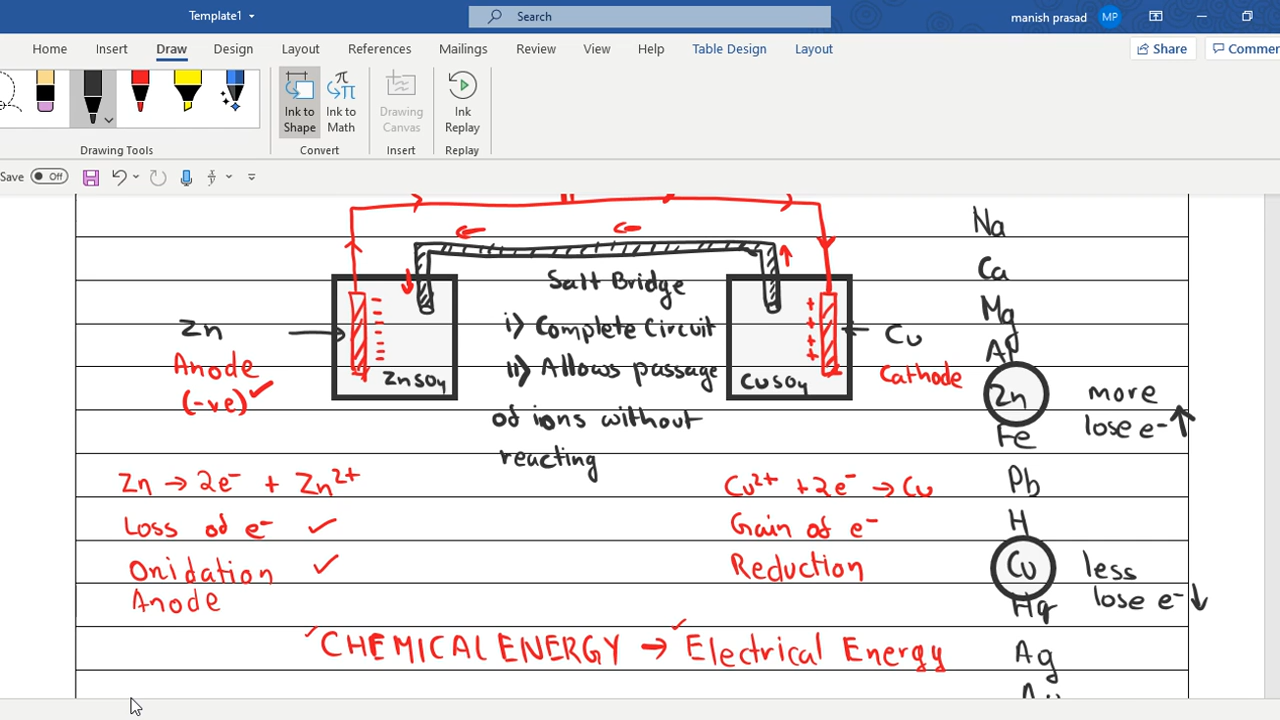 Template1
Search
manish prasad
MP
Home Insert Draw Design Layout References Mailings Review View Help Table Design Layout
Share
Comme
Ink to Shape
Ink to Math
Drawing Canvas
Ink Replay
Drawing Tools
Convert
Insert
Replay
Save Off
Na
Ca
Mg
Al
Zn
Fe
Pb
H
Cu
Hg
Ag
more
lose e- ↑
less
lose e- ↓
Salt Bridge
i) Complete Circuit
ii) Allows passage
of ions without
reacting
Zn
Anode
(-ve)
ZnSO4
CuSO4
Cu
Cathode
Zn → 2e⁻ + Zn²⁺
Loss of e⁻ ✓
Onidation ✓
Anode
Cu²⁺ + 2e⁻ → Cu
Gain of e⁻
Reduction
CHEMICAL ENERGY → Electrical Energy